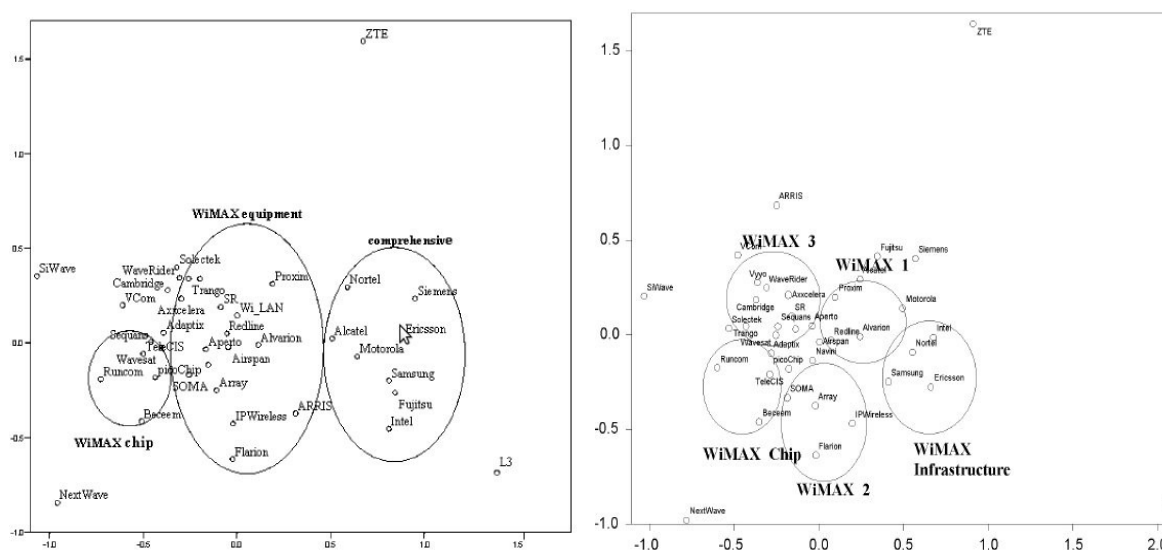 ZTE
1.5
1.0
0.5
0.0
-0.5
-1.0
WiMAX equipment
comprehensive
Solectek
SiWave
WaveRider
Cambridge
Trango
Proxim
Nortel
Siemens
VCom
SR
Axxcelera
Wi_LAN
Adaptix
Redline
Ericsson
Sequans
TeleCIS
Aperto
Alvarion
Alcatel
Wavesat
Airspan
Motorola
Runcom
picoChip
SOMA
Array
Samsung
Fujitsu
Beceem
IPWireless
ARRIS
Intel
WiMAX chip
Flarion
L3
NextWave
-1.0 -0.5 0.0 0.5 1.0 1.5
1.5
1.0
0.5
0.0
-0.5
-1.0
ZTE
ARRIS
WiMAX 3
VCom
Fujitsu
Siemens
WiMAX 1
Vyyo
WaveRider
SiWave
Axxcelera
Proxim
Cambridge
Motorola
SR
Solectek
Sequans
Aperto
Trango
Redline
Alvarion
Intel
Adaptix
Airspan
Nortel
Runcom
picoChip
Navini
TeleCIS
Samsung
Ericsson
SOMA
Array
Beceem
IPWireless
WiMAX Chip
Flarion
WiMAX
Infrastructure
WiMAX 2
NextWave
-1.0 -0.5 0.0 0.5 1.0 1.5 2.0